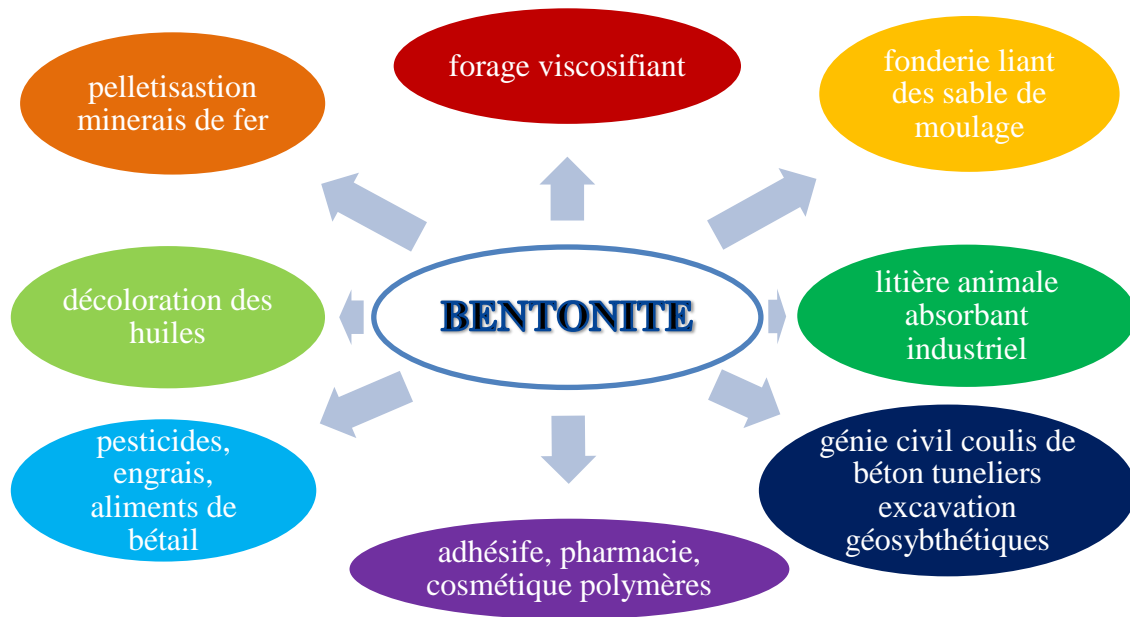 pelletisastion
minerais de fer
forage viscosifiant
fonderie liant
des sable de
moulage
décoloration des
huiles
BENTONITE
litière animale
absorbant
industriel
pesticides,
engrais,
aliments de
bétail
adhésife, pharmacie,
cosmétique polymères
génie civil coulis de
béton tuneliers
excavation
géosybthétiques